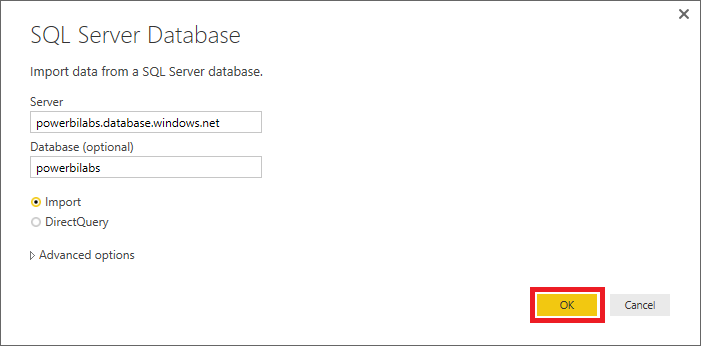 SQL Server Database
Import data from a SQL Server database.
Server
powerbilabs.database.windows.net
Database (optional)
powerbilabs
Import
DirectQuery
Advanced options
OK
Cancel